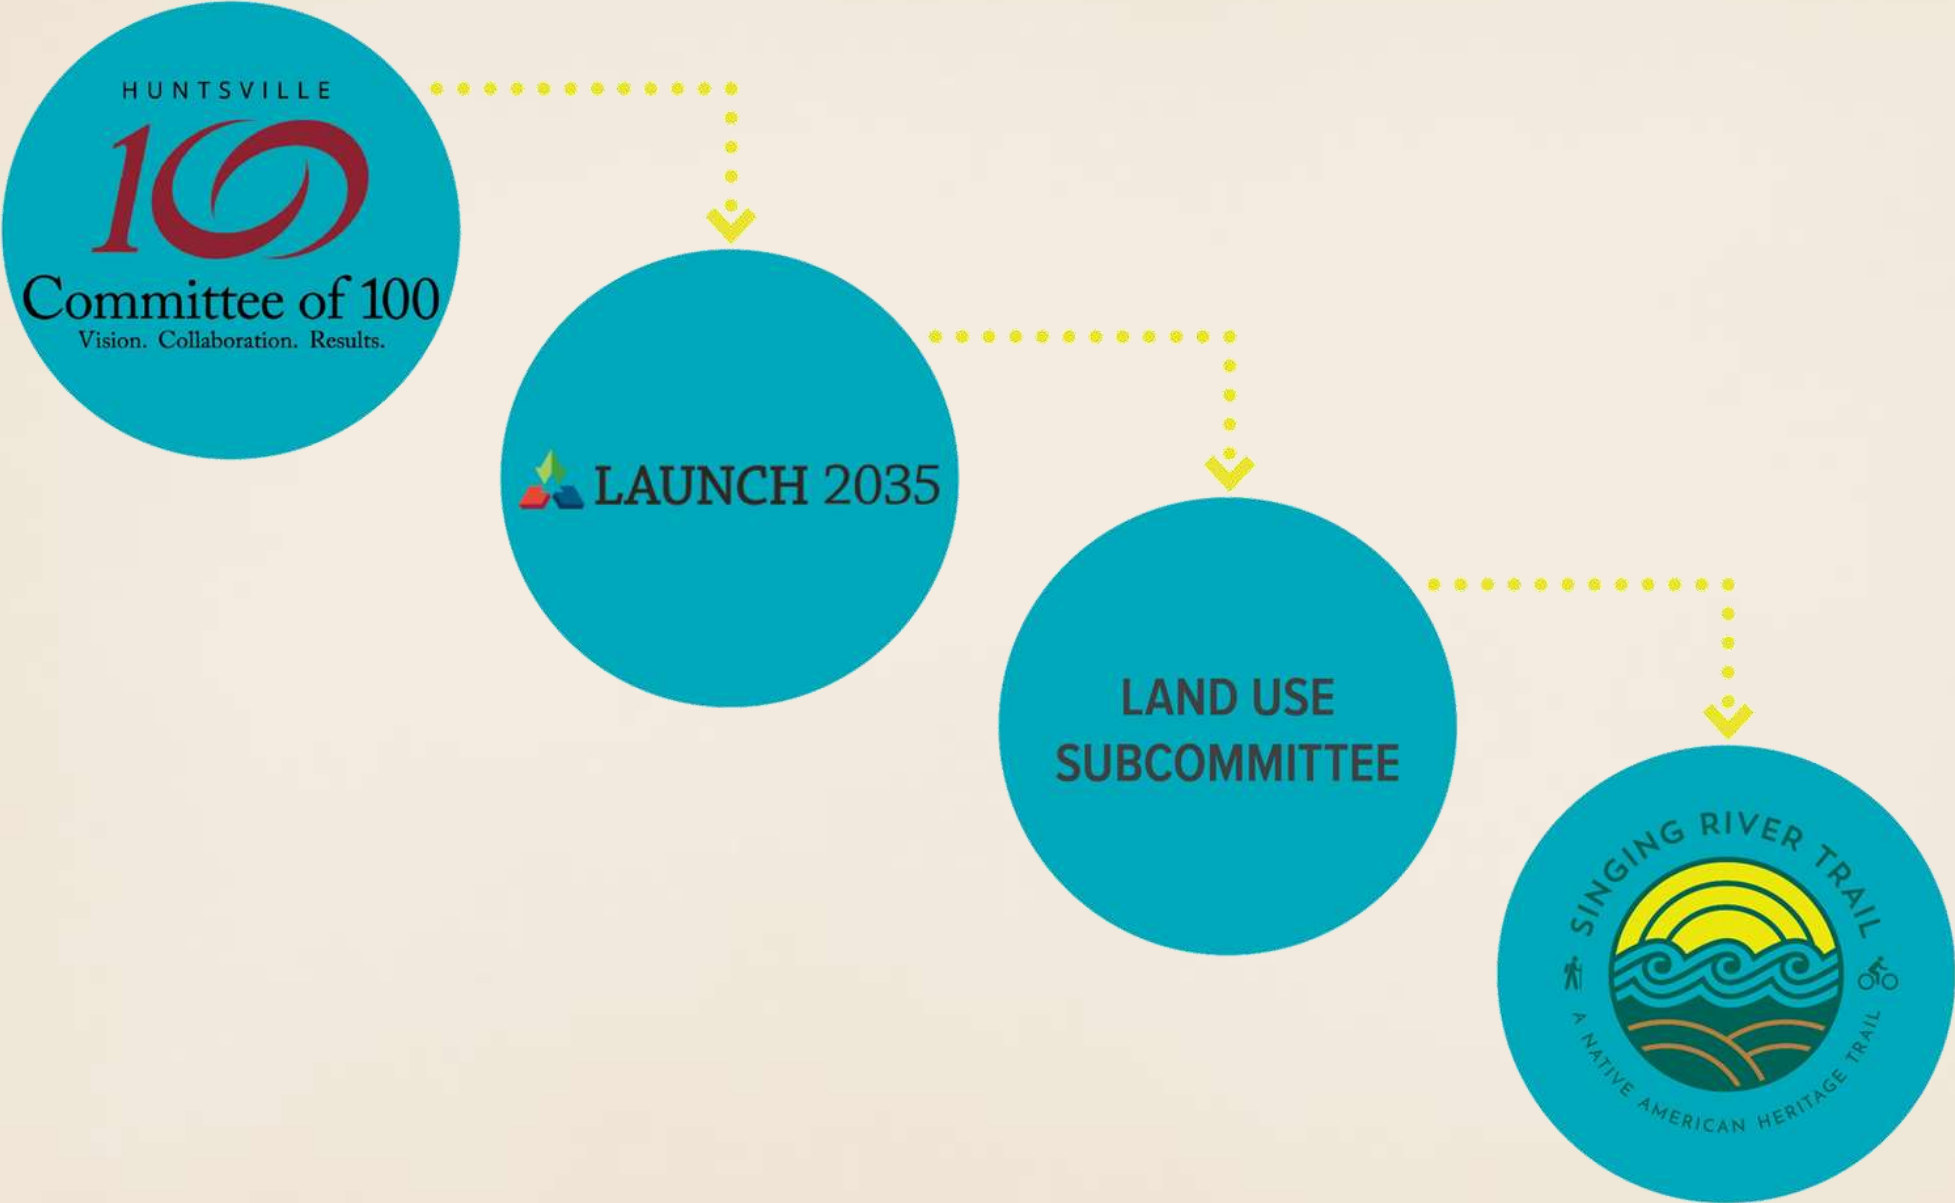 HUNTSVILLE
100
Committee of 100
Vision. Collaboration. Results.
LAUNCH 2035
LAND USE
SUBCOMMITTEE
SINGING RIVER TRAIL
A NATIVE AMERICAN HERITAGE TRAIL